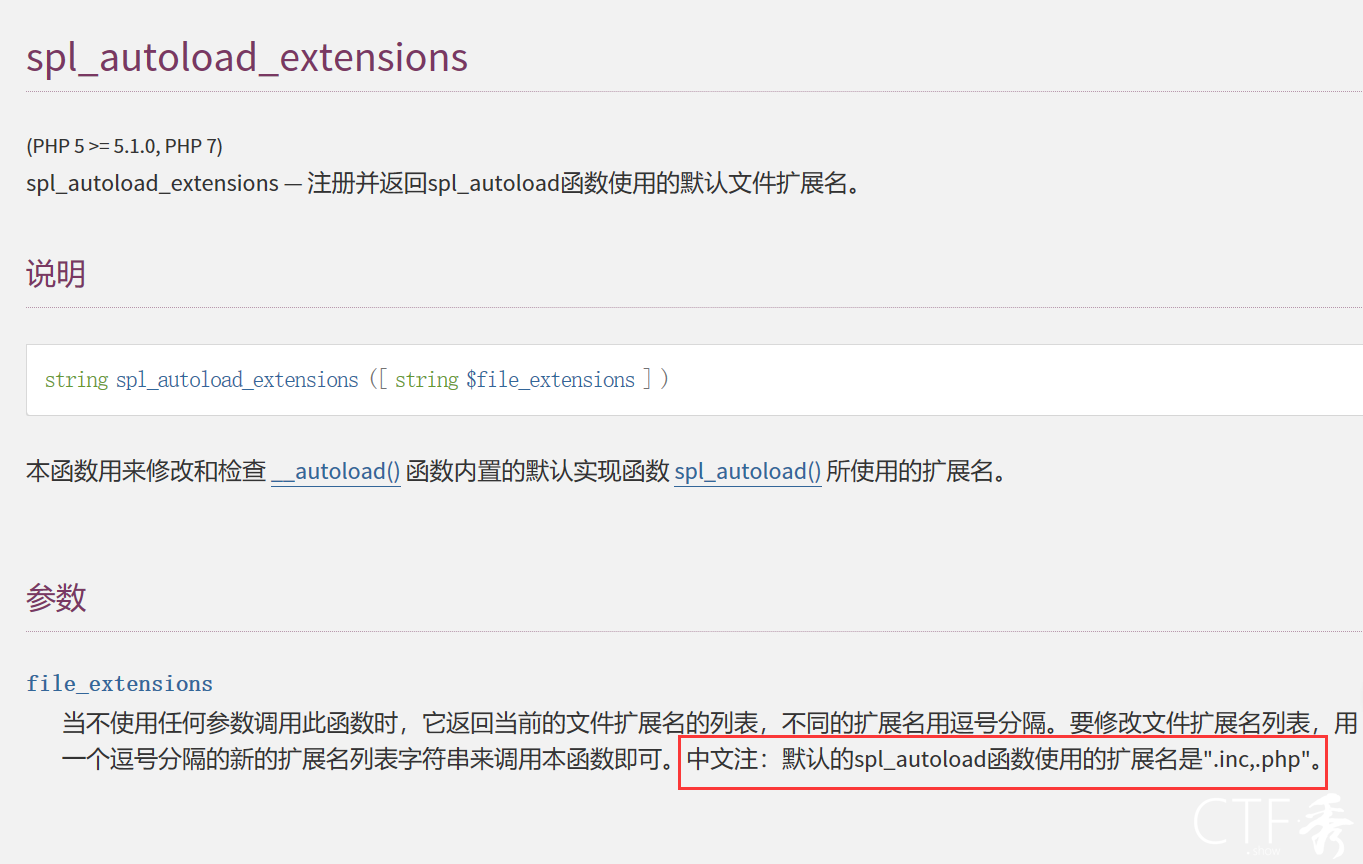 spl_autoload_extensions
(PHP 5 >= 5.1.0, PHP 7)
spl_autoload_extensions — 注册并返回spl_autoload函数使用的默认文件扩展名。
说明
string spl_autoload_extensions ([ string $file_extensions ] )
本函数用来修改和检查 __autoload() 函数内置的默认实现函数 spl_autoload() 所使用的扩展名。
参数
file_extensions
当不使用任何参数调用此函数时，它返回当前的文件扩展名的列表，不同的扩展名用逗号分隔。要修改文件扩展名列表，用
一个逗号分隔的新的扩展名列表字符串来调用本函数即可。 中文注：默认的spl_autoload函数使用的扩展名是".inc,.php"。
CTF秀
.show